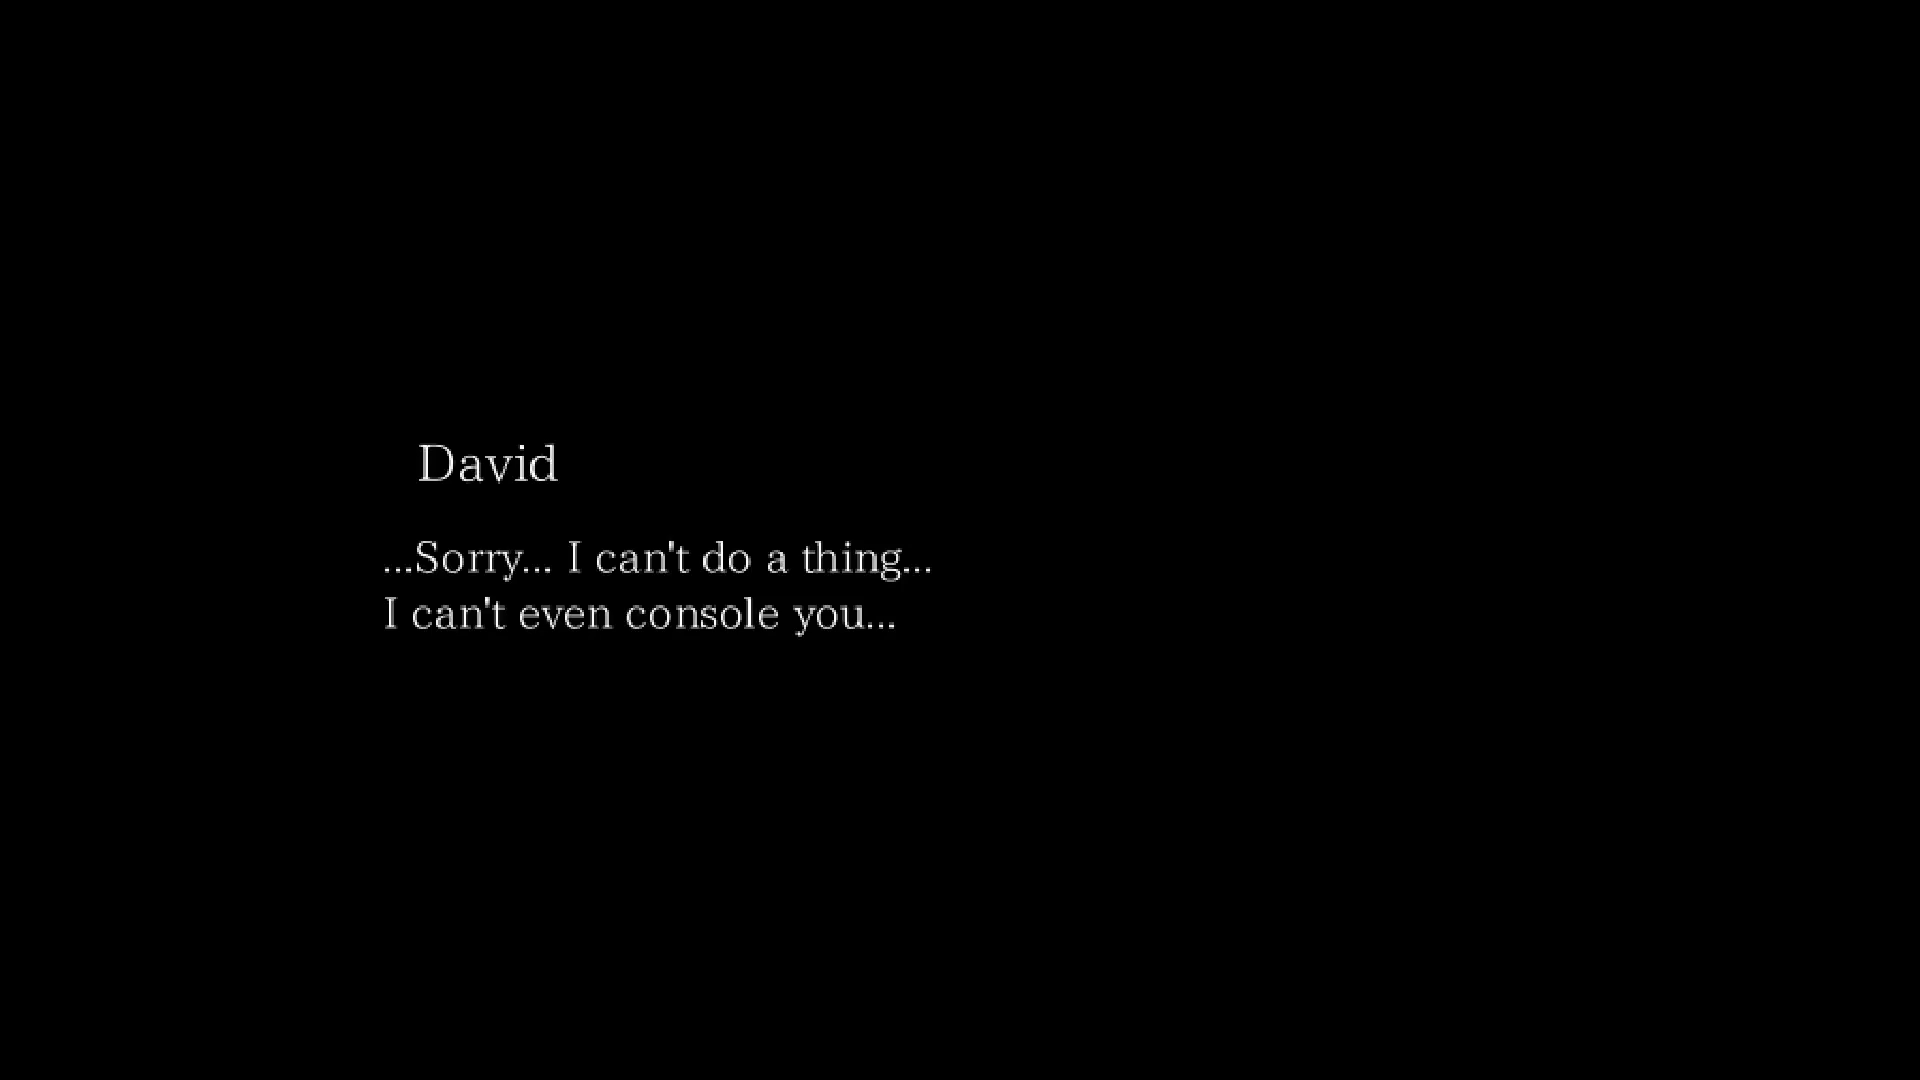 David
...Sorry... I can't do a thing...
I can't even console you...